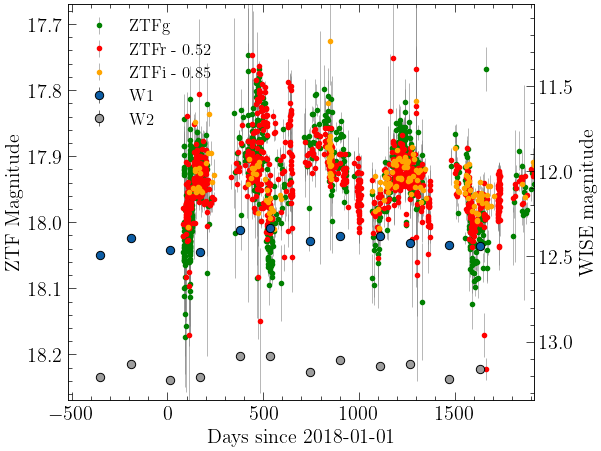 ZTFg
ZTFr - 0.52
ZTFi - 0.85
W1
W2
17.7
17.8
17.9
18.0
18.1
18.2
ZTF Magnitude
11.5
12.0
12.5
13.0
WISE magnitude
−500
0
500
1000
1500
Days since 2018-01-01